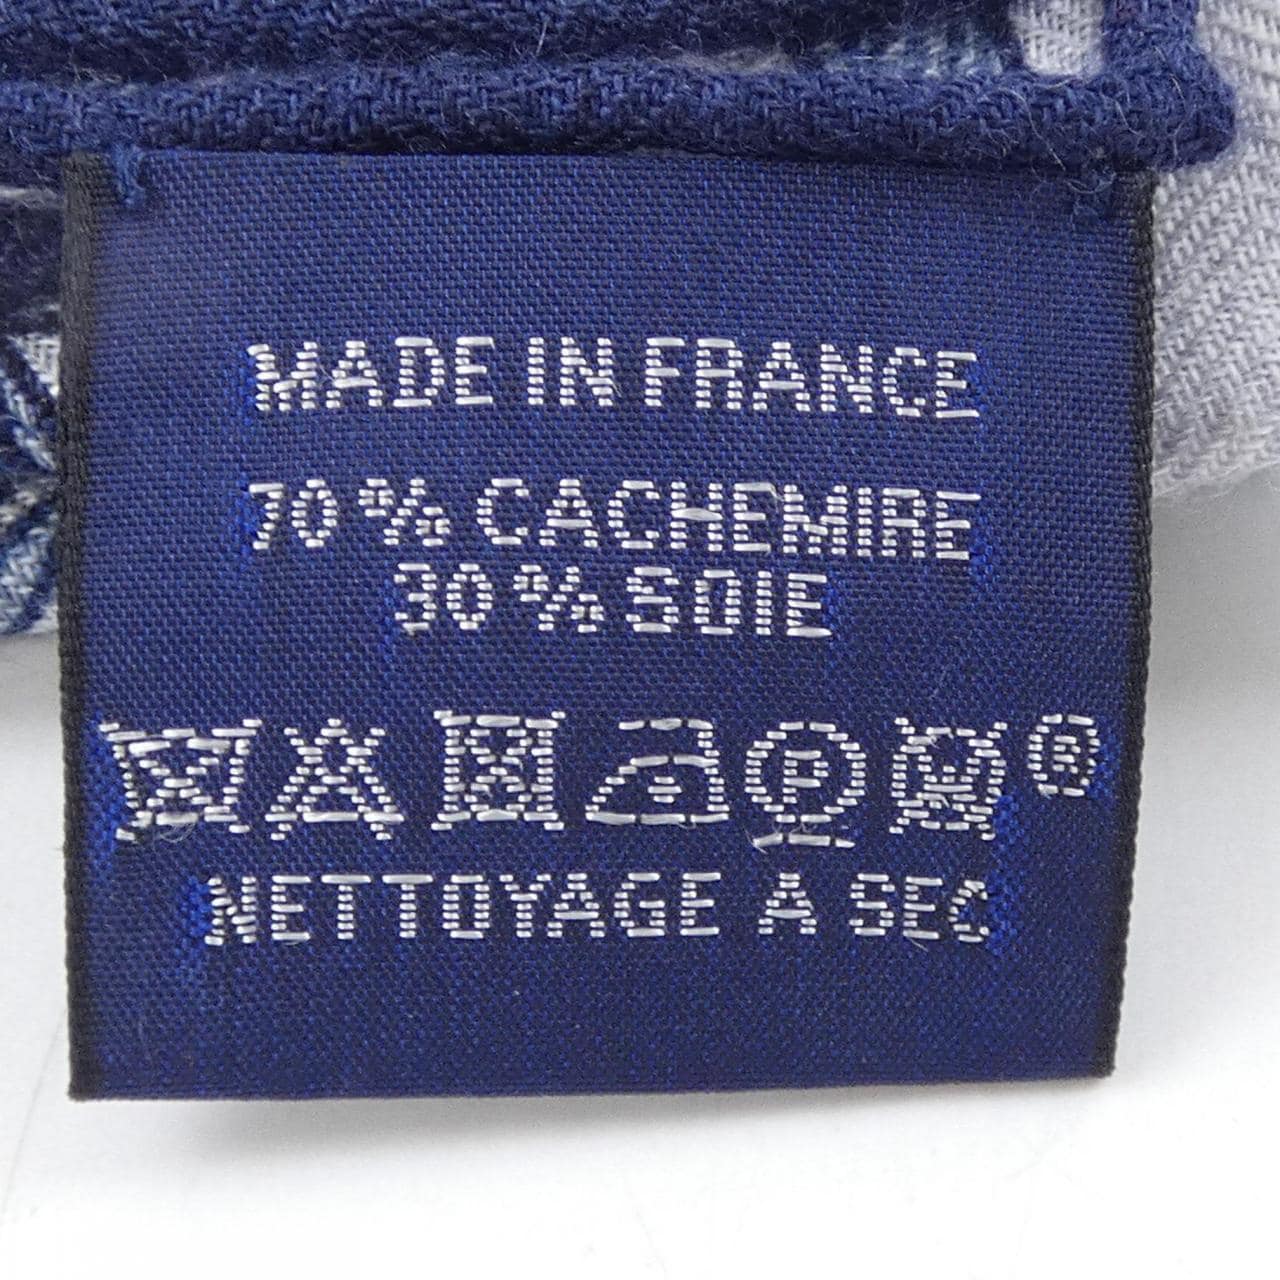 MADE IN FRANCE
70% CACHEMIRE
30% SOIE
P W ®
NETTOYAGE A SEC